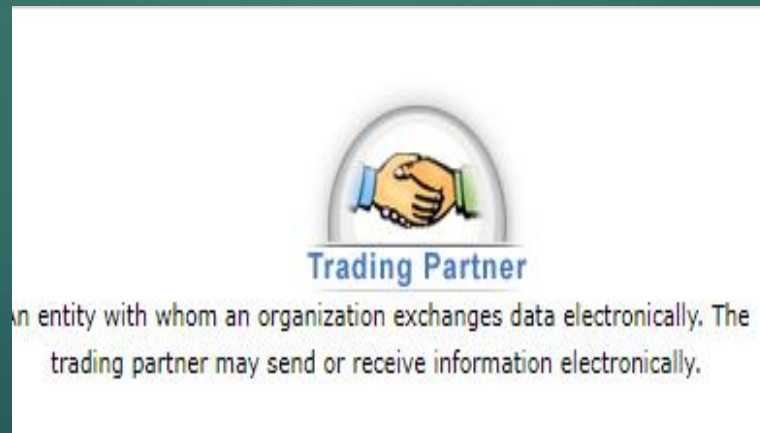 Trading Partner
An entity with whom an organization exchanges data electronically. The
trading partner may send or receive information electronically.